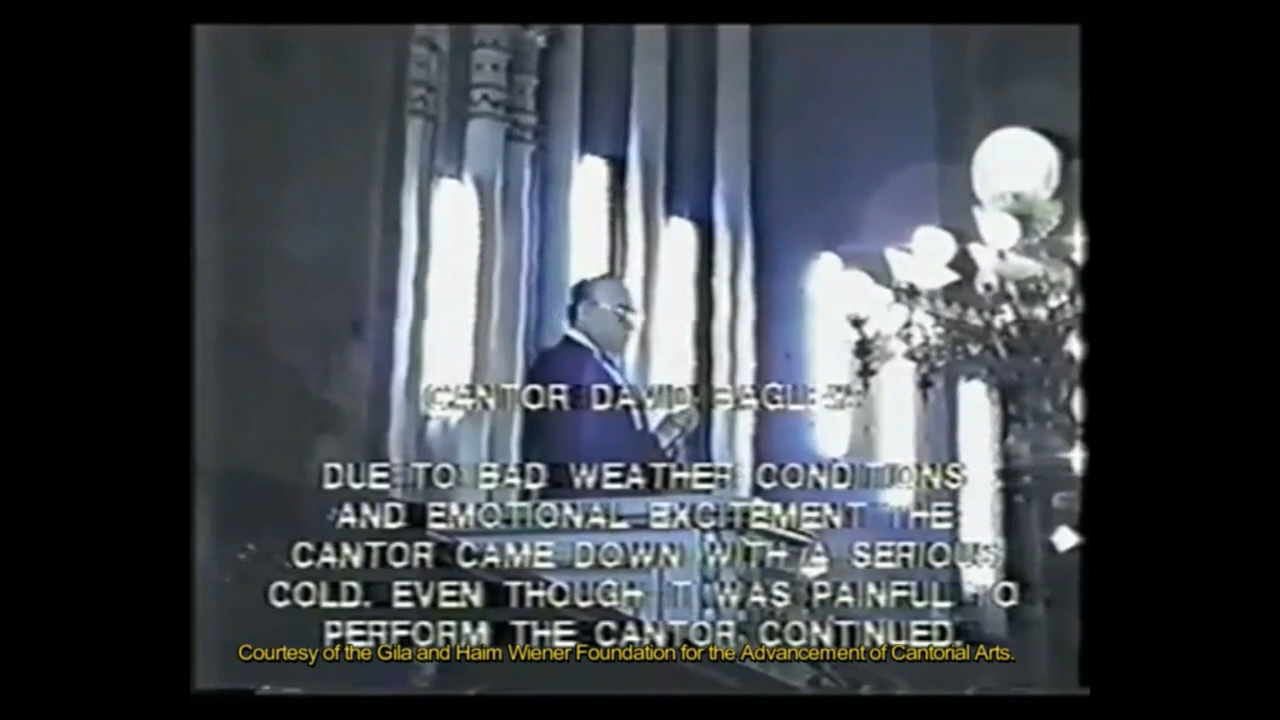 CANTOR DAVID
DUE TO BAD WEATHER CONDITIONS
AND EMOTIONAL EXCITEMENT THE
CANTOR CAME DOWN WITH A SERIOUS
COLD. EVEN THOUGH IT WAS PAINFUL TO
PERFORM THE CANTOR CONTINUED.
Courtesy of the Gila and Haim Wiener Foundation for the Advancement of Cantorial Arts.